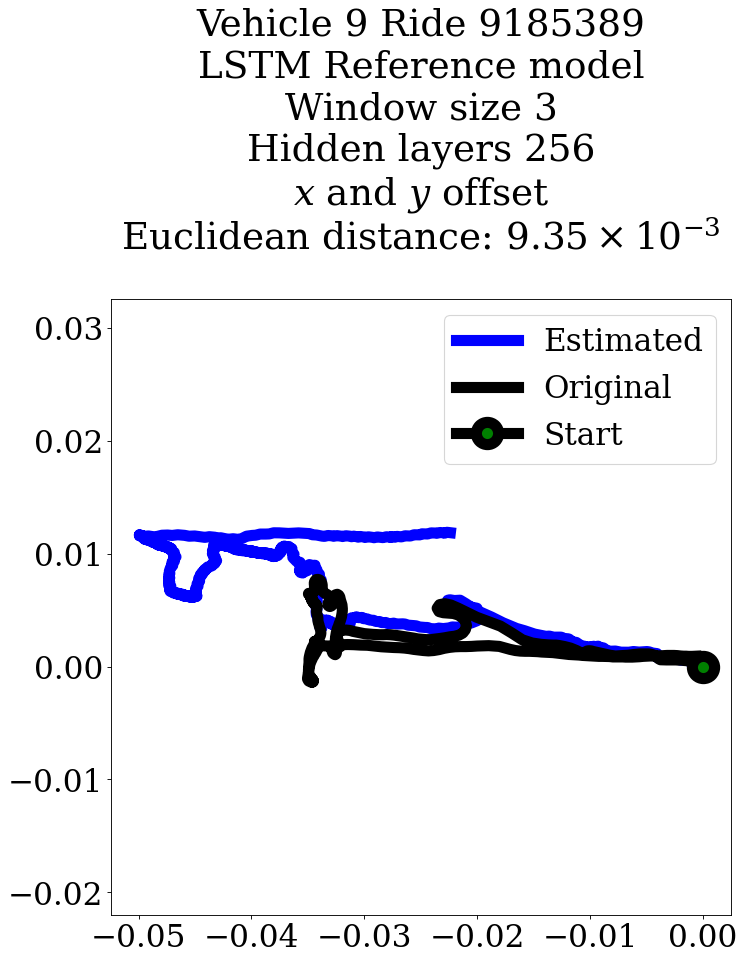 Vehicle 9 Ride 9185389
LSTM Reference model
Window size 3
Hidden layers 256
x and y offset
Euclidean distance: 9.35 × 10⁻³
Estimated
Original
Start
0.03
0.02
0.01
0.00
−0.01
−0.02
−0.05 −0.04 −0.03 −0.02 −0.01 0.00